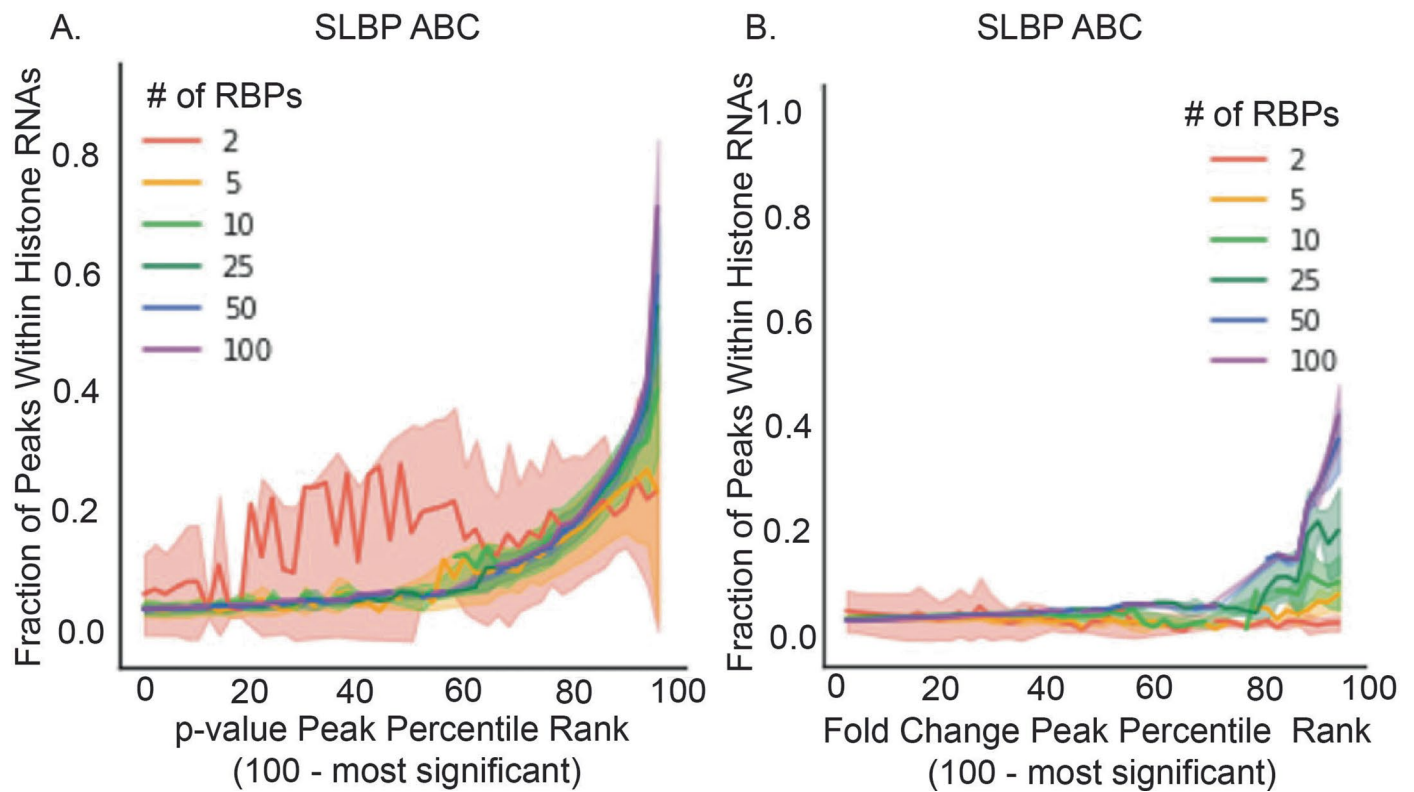 A.
SLBP ABC
Fraction of Peaks Within Histone RNAs
# of RBPs
2
5
10
25
50
100
0.8
0.6
0.4
0.2
0.0
0
20
40
60
80
100
p-value Peak Percentile Rank
(100 - most significant)
B.
SLBP ABC
Fraction of Peaks Within Histone RNAs
1.0
0.8
0.6
0.4
0.2
0.0
# of RBPs
2
5
10
25
50
100
0
20
40
60
80
100
Fold Change Peak Percentile Rank
(100 - most significant)